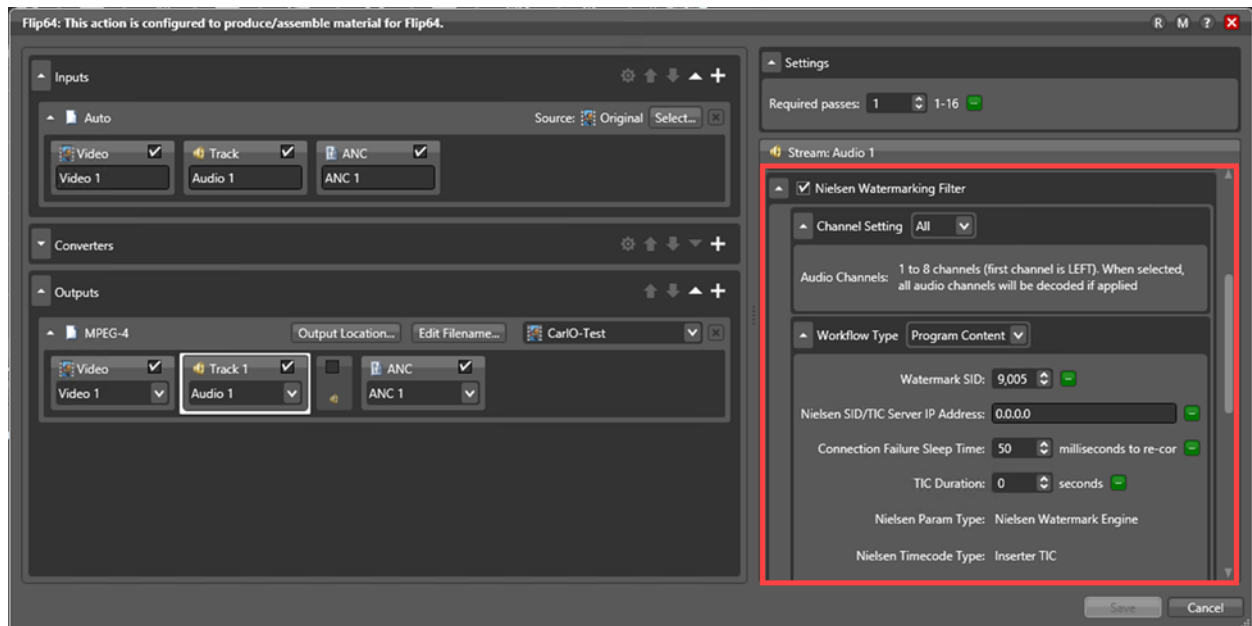 Flip64: This action is configured to produce/assemble material for Flip64.
R M ?
Inputs
Auto
Source: Original Select...
Video Track ANC
Video 1 Audio 1 ANC 1
Converters
Outputs
MPEG-4 Output Location... Edit Filename... CarlO-Test
Video Track 1 ANC
Video 1 Audio 1 ANC 1
Settings
Required passes: 1 1-16
Stream: Audio 1
Nielsen Watermarking Filter
Channel Setting All
Audio Channels: 1 to 8 channels (first channel is LEFT). When selected,
all audio channels will be decoded if applied
Workflow Type Program Content
Watermark SID: 9,005
Nielsen SID/TIC Server IP Address: 0.0.0.0
Connection Failure Sleep Time: 50 milliseconds to re-cor
TIC Duration: 0 seconds
Nielsen Param Type: Nielsen Watermark Engine
Nielsen Timecode Type: Inserter TIC
Save Cancel